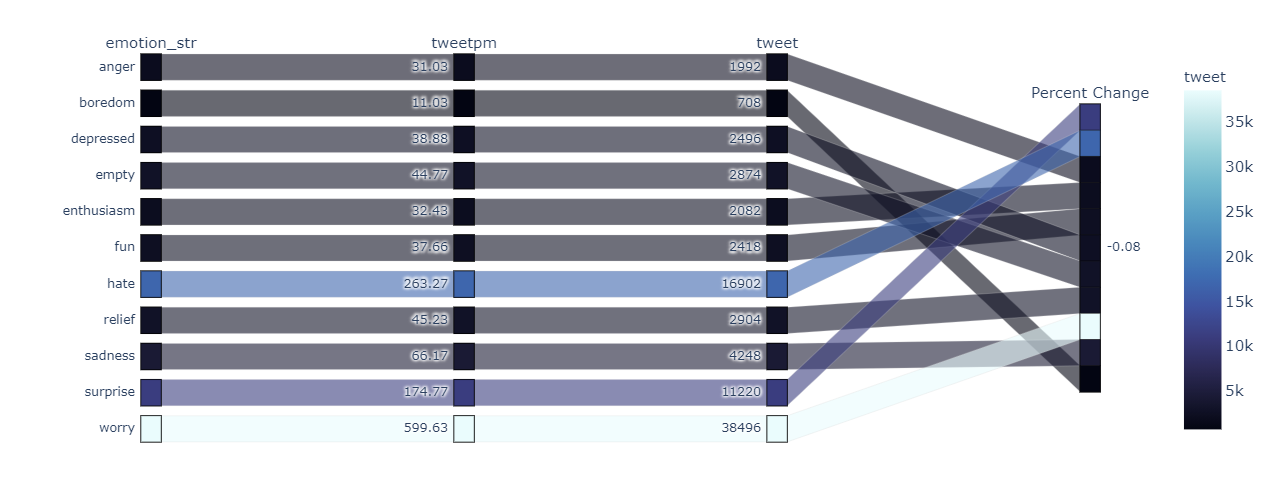 emotion_str tweetpm tweet
tweet
Percent Change
anger 31.03 1992
boredom 11.03 708
depressed 38.88 2496
empty 44.77 2874
enthusiasm 32.43 2082
fun 37.66 2418
-0.08
hate 263.27 16902
relief 45.23 2904
sadness 66.17 4248
surprise 174.77 11220
worry 599.63 38496
35k
30k
25k
20k
15k
10k
5k